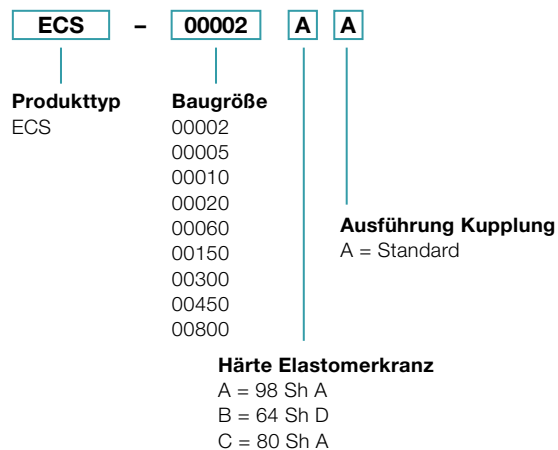 ECS – 00002 A A
Produkttyp
ECS
Baugröße
00002
00005
00010
00020
00060
00150
00300
00450
00800
Ausführung Kupplung
A = Standard
Härte Elastomerkranz
A = 98 Sh A
B = 64 Sh D
C = 80 Sh A